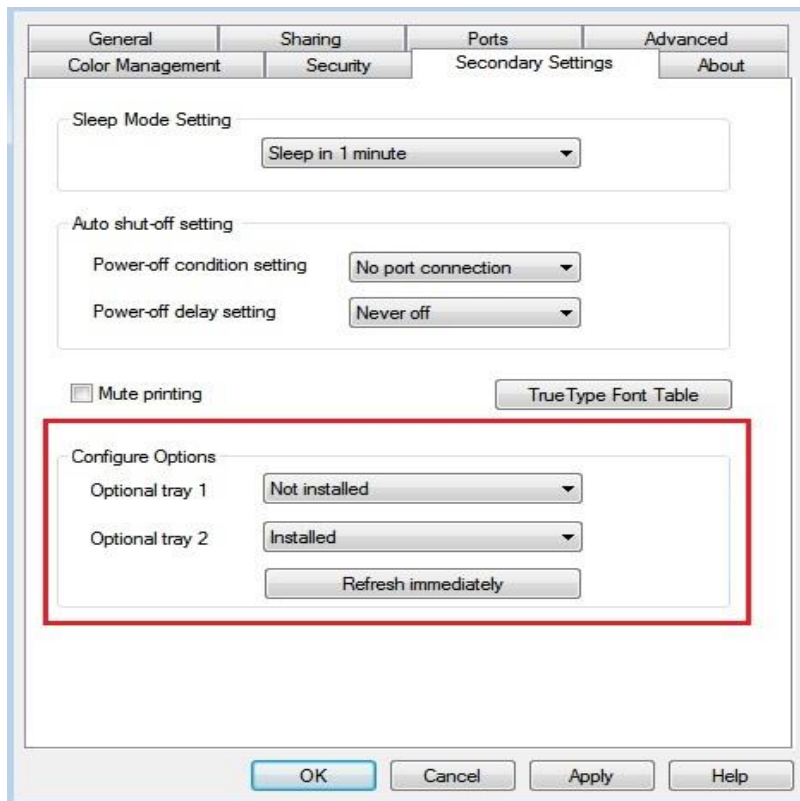 General Sharing Ports Advanced
Color Management Security Secondary Settings About
Sleep Mode Setting
Sleep in 1 minute
Auto shut-off setting
Power-off condition setting No port connection
Power-off delay setting Never off
Mute printing TrueType Font Table
Configure Options
Optional tray 1 Not installed
Optional tray 2 Installed
Refresh immediately
OK Cancel Apply Help